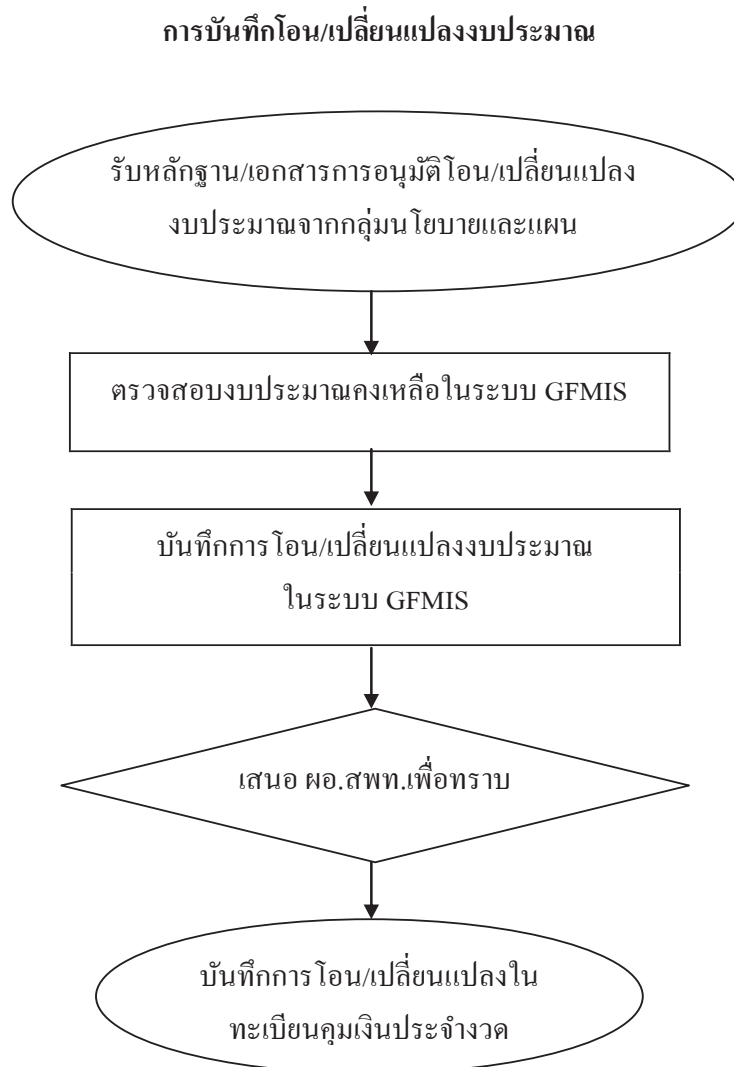 การบันทึกโอน/เปลี่ยนแปลงงบประมาณ
รับหลักฐาน/เอกสารการอนุมัติโอน/เปลี่ยนแปลง
งบประมาณจากกลุ่มนโยบายและแผน
ตรวจสอบงบประมาณคงเหลือในระบบ GFMIS
บันทึกการโอน/เปลี่ยนแปลงงบประมาณ
ในระบบ GFMIS
เสนอ ผอ.สพท.เพื่อทราบ
บันทึกการโอน/เปลี่ยนแปลงใน
ทะเบียนคุมเงินประจำงวด